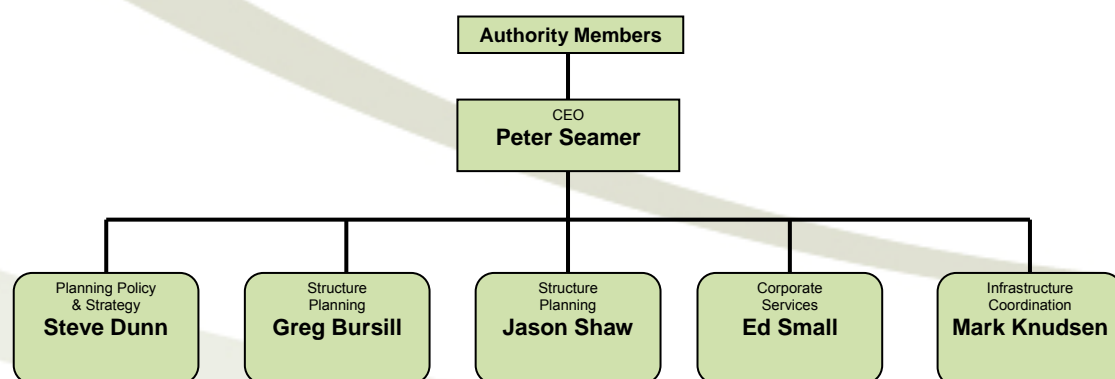 Authority Members
CEO
Peter Seamer
Planning Policy
& Strategy
Steve Dunn
Structure
Planning
Greg Bursill
Structure
Planning
Jason Shaw
Corporate
Services
Ed Small
Infrastructure
Coordination
Mark Knudsen